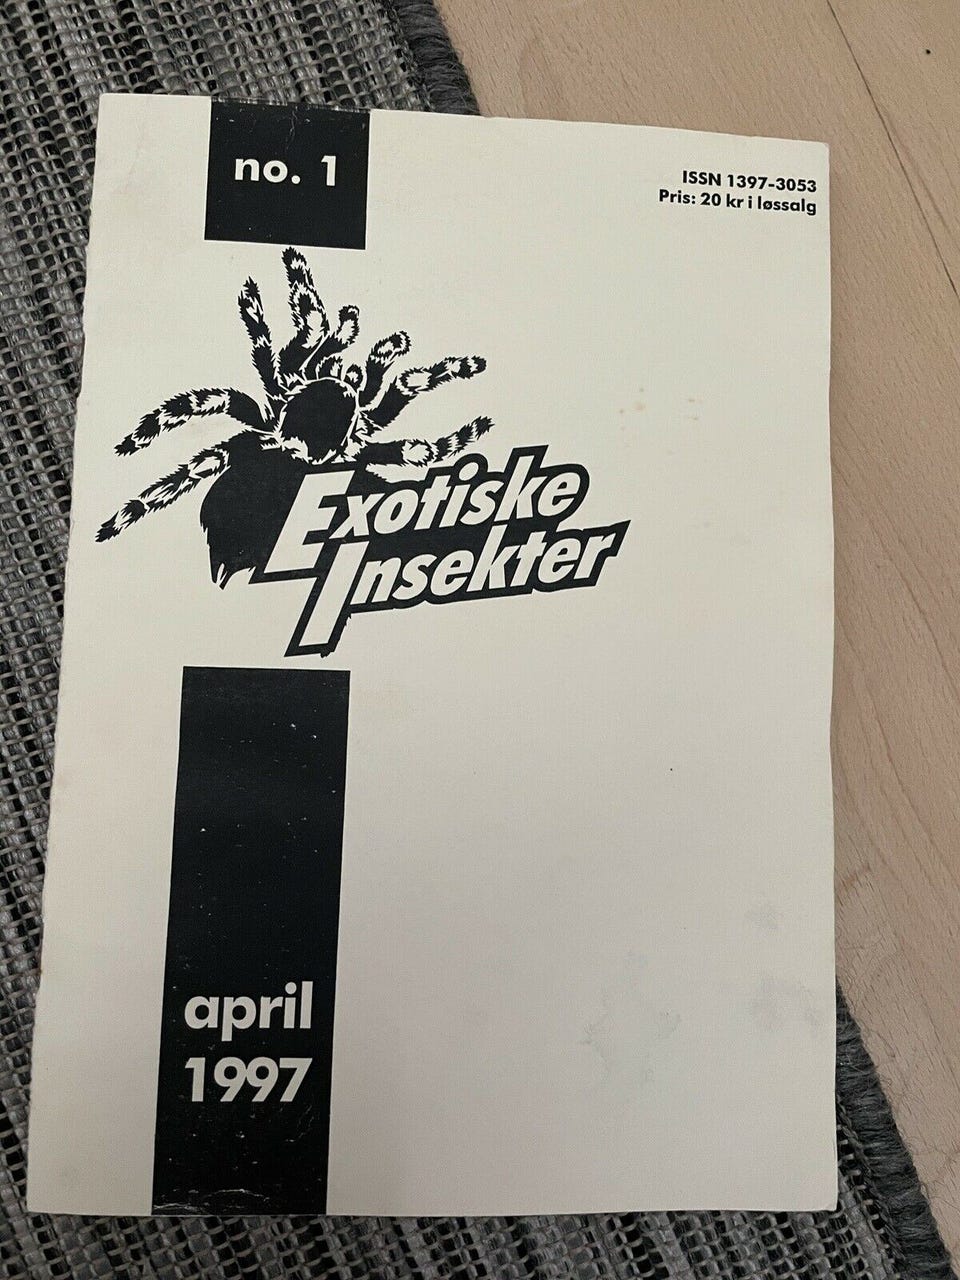 no. 1
ISSN 1397-3053
Pris: 20 kr i løssalg
Exotiske
Insekter
april
1997